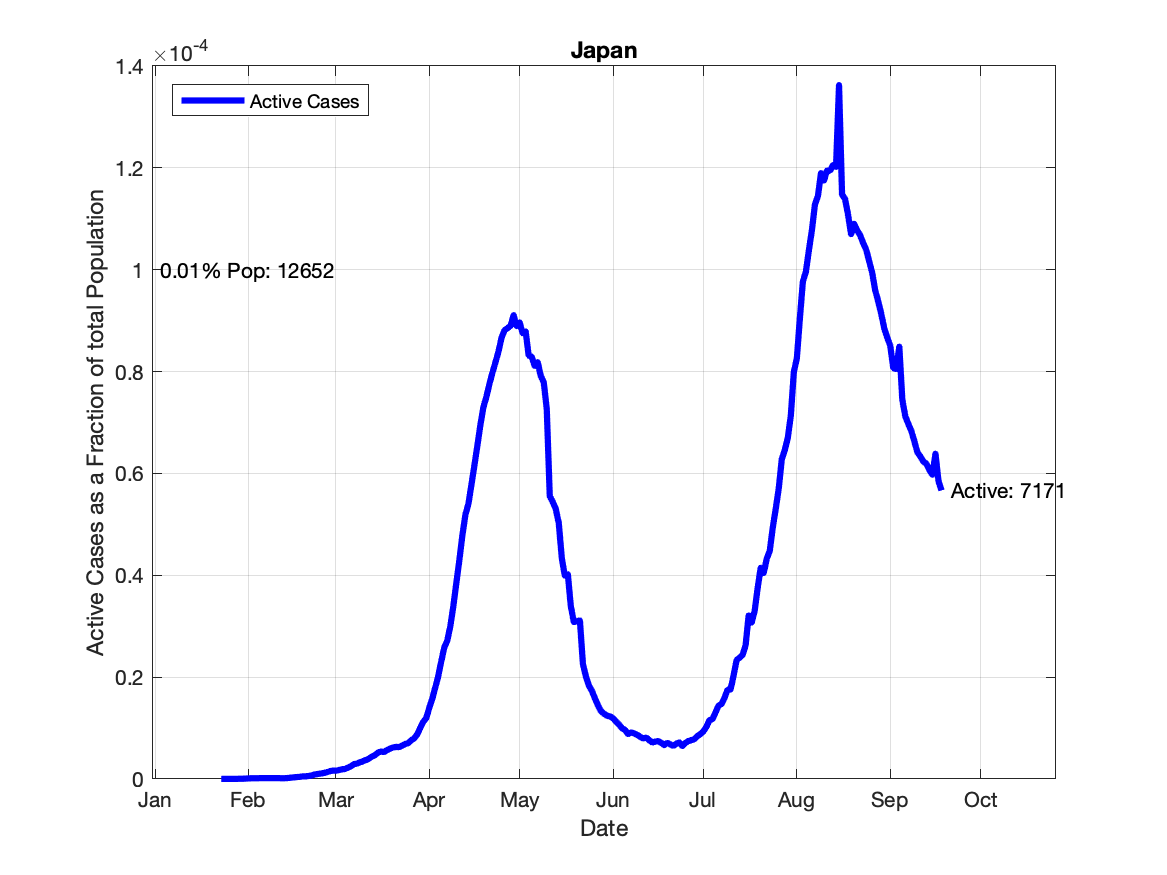 Japan
×10-4
1.4
1.2
1
0.8
0.6
0.4
0.2
0
Active Cases
0.01% Pop: 12652
Active: 7171
Active Cases as a Fraction of total Population
Jan Feb Mar Apr May Jun Jul Aug Sep Oct
Date